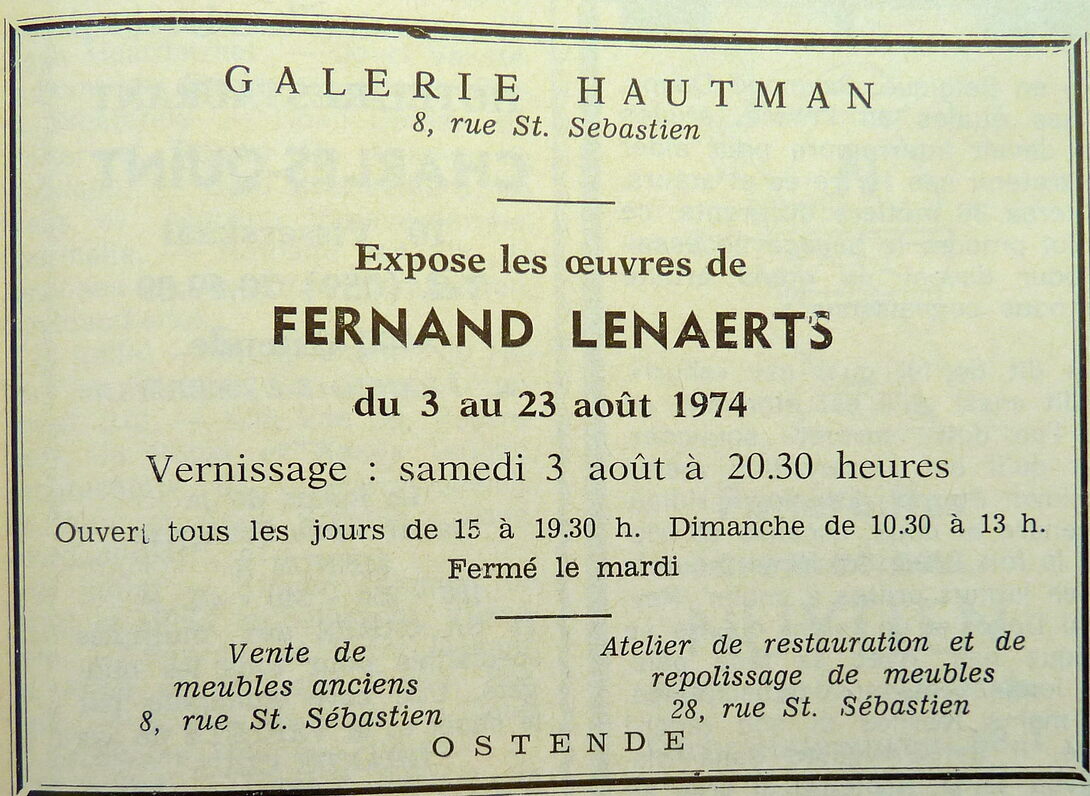 GALERIE HAUTMAN
8, rue St. Sebastien
Expose les œuvres de
FERNAND LENAERTS
du 3 au 23 août 1974
Vernissage : samedi 3 août à 20.30 heures
Ouvert tous les jours de 15 à 19.30 h. Dimanche de 10.30 à 13 h.
Fermé le mardi
Vente de
meubles anciens
8, rue St. Sébastien
Atelier de restauration et de
repolissage de meubles
28, rue St. Sébastien
OSTENDE